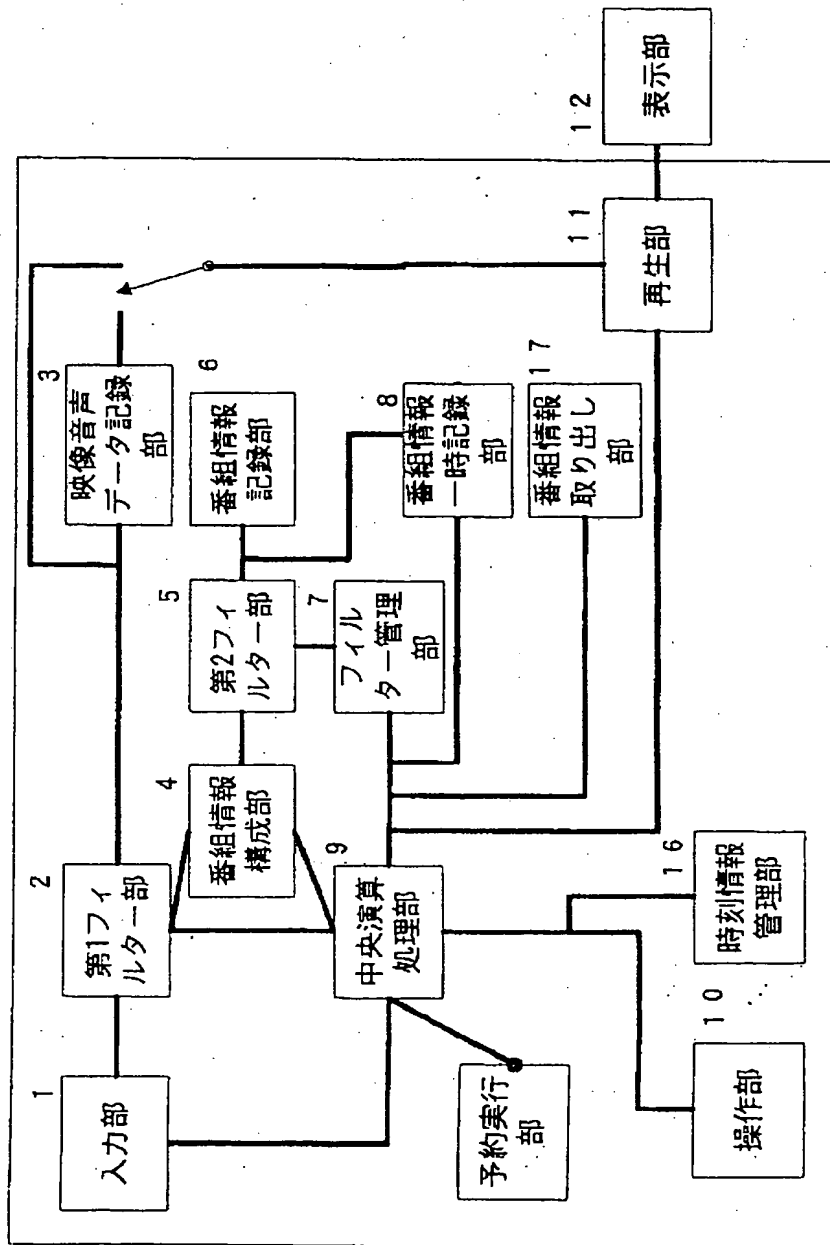 1
入力部
2
第1フィ
ルター部
3
映像音声
データ記録
部
4
番組情報
構成部
5
第2フィ
ルター部
6
番組情報
記録部
7
フィル
ター管理
部
8
番組情報
一時記録
部
9
中央演算
処理部
17
番組情報
取り出し
部
11
再生部
12
表示部
予約実行
部
10
操作部
16
時刻情報
管理部